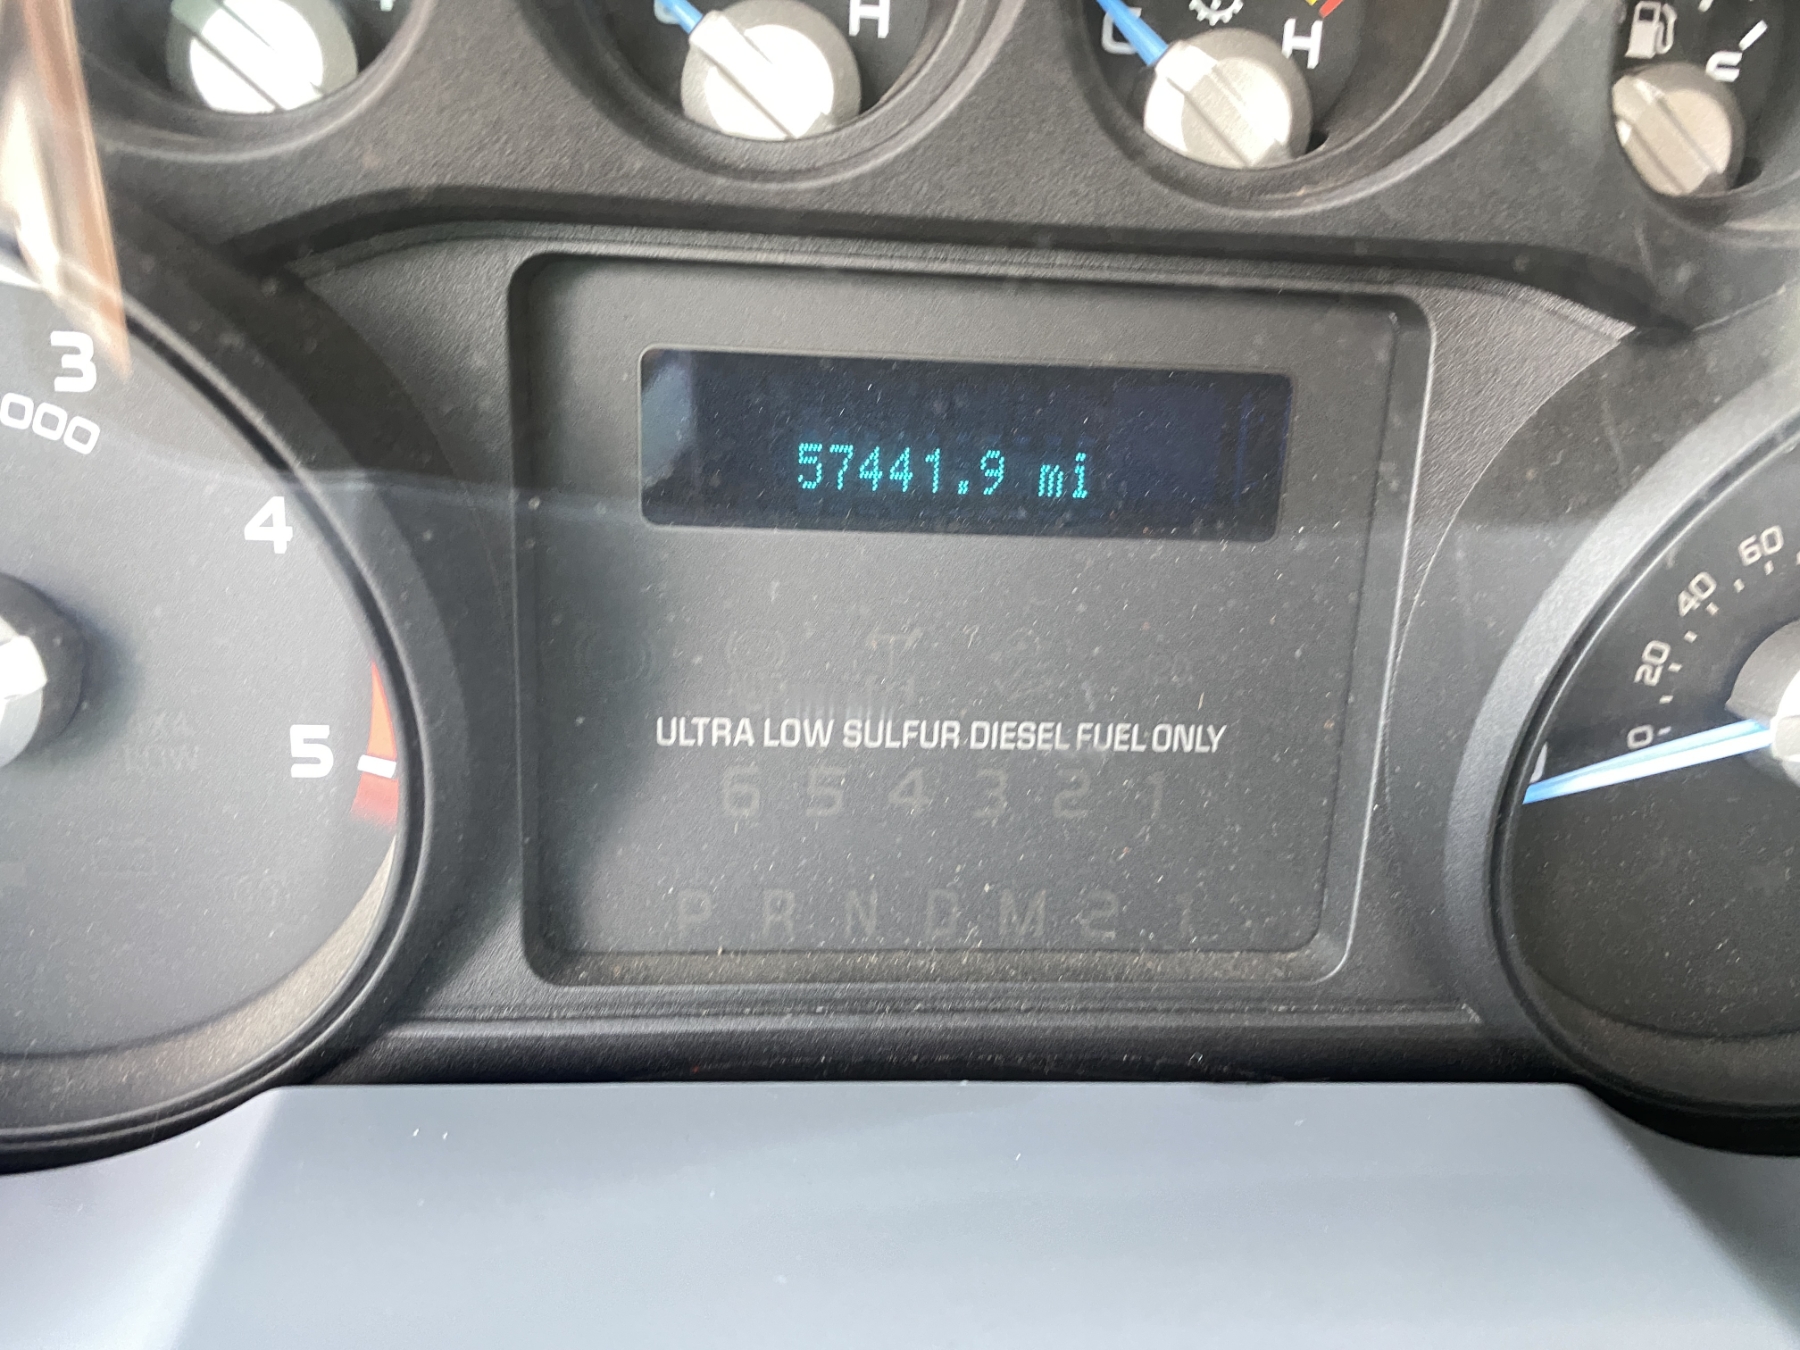 H
C H
3
000
57441.9 mi
4
60
40
20
0
5
ULTRA LOW SULFUR DIESEL FUEL ONLY
6 5 4 3 2 1
P R N D M 2 1